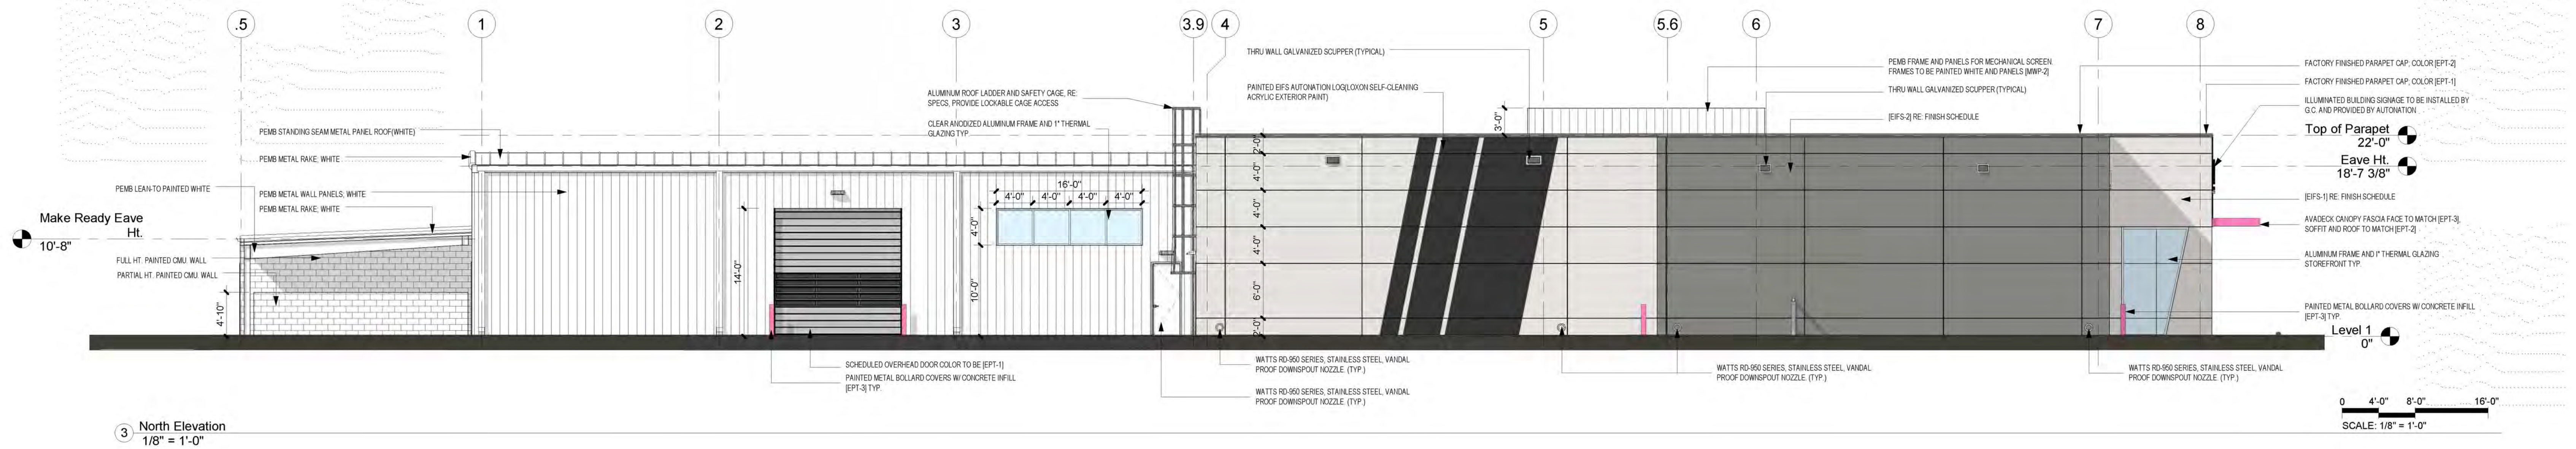 .5
1
2
3
3.9
4
5
5.6
6
7
8
THRU WALL GALVANIZED SCUPPER (TYPICAL)
PEMB FRAME AND PANELS FOR MECHANICAL SCREEN.
FRAMES TO BE PAINTED WHITE AND PANELS [MWP-2]
FACTORY FINISHED PARAPET CAP; COLOR [EPT-2]
FACTORY FINISHED PARAPET CAP; COLOR [EPT-1]
ALUMINUM ROOF LADDER AND SAFETY CAGE, RE:
SPECS, PROVIDE LOCKABLE CAGE ACCESS
PAINTED EIFS AUTONATION LOG(LOXON SELF-CLEANING
ACRYLIC EXTERIOR PAINT)
THRU WALL GALVANIZED SCUPPER (TYPICAL)
ILLUMINATED BUILDING SIGNAGE TO BE INSTALLED BY
G.C. AND PROVIDED BY AUTONATION
CLEAR ANODIZED ALUMINUM FRAME AND 1" THERMAL
GLAZING TYP.
3'-0"
[EIFS-2] RE: FINISH SCHEDULE
PEMB STANDING SEAM METAL PANEL ROOF(WHITE)
Top of Parapet
22'-0"
PEMB METAL RAKE; WHITE
2'-0"
Eave Ht.
18'-7 3/8"
PEMB LEAN-TO PAINTED WHITE
PEMB METAL WALL PANELS; WHITE
PEMB METAL RAKE; WHITE
16'-0"
4'-0"
4'-0"
4'-0"
4'-0"
4'-0"
[EIFS-1] RE: FINISH SCHEDULE
Make Ready Eave
Ht.
10'-8"
4'-0"
4'-0"
AVADECK CANOPY FASCIA FACE TO MATCH [EPT-3],
SOFFIT AND ROOF TO MATCH [EPT-2]
4'-0"
FULL HT. PAINTED CMU. WALL
PARTIAL HT. PAINTED CMU. WALL
14'-0"
10'-0"
6'-0"
ALUMINUM FRAME AND 1" THERMAL GLAZING
STOREFRONT TYP.
4'-10"
2'-0"
PAINTED METAL BOLLARD COVERS W/ CONCRETE INFILL
[EPT-3] TYP.
Level 1
0"
SCHEDULED OVERHEAD DOOR COLOR TO BE [EPT-1]
PAINTED METAL BOLLARD COVERS W/ CONCRETE INFILL
[EPT-3] TYP.
WATTS RD-950 SERIES, STAINLESS STEEL, VANDAL
PROOF DOWNSPOUT NOZZLE. (TYP.)
WATTS RD-950 SERIES, STAINLESS STEEL, VANDAL
PROOF DOWNSPOUT NOZZLE. (TYP.)
WATTS RD-950 SERIES, STAINLESS STEEL, VANDAL
PROOF DOWNSPOUT NOZZLE. (TYP.)
WATTS RD-950 SERIES, STAINLESS STEEL, VANDAL
PROOF DOWNSPOUT NOZZLE. (TYP.)
0 4'-0" 8'-0" 16'-0"
SCALE: 1/8" = 1'-0"
3 North Elevation
1/8" = 1'-0"